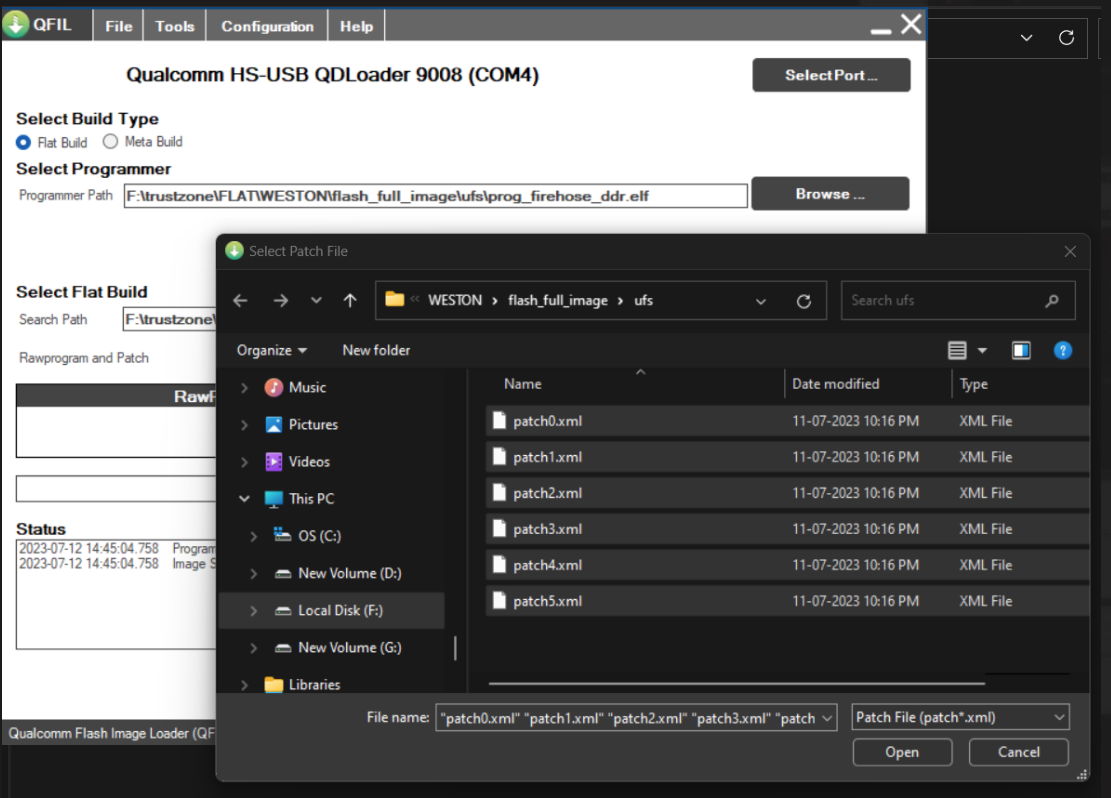 QFIL File Tools Configuration Help
Qualcomm HS-USB QDLoader 9008 (COM4)
Select Port ...
Select Build Type
Flat Build Meta Build
Select Programmer
Programmer Path F:\trustzone\FLAT\WESTON\flash_full_image\ufs\prog_firehose_ddr.elf Browse ...
Select Patch File
WESTON > flash_full_image > ufs
Search ufs
Select Flat Build
Search Path F:\trustzone\
Organize New folder
Rawprogram and Patch
Name Date modified Type
Music
Pictures
Videos
This PC
OS (C:)
New Volume (D:)
Local Disk (F:)
New Volume (G:)
Libraries
patch0.xml 11-07-2023 10:16 PM XML File
patch1.xml 11-07-2023 10:16 PM XML File
patch2.xml 11-07-2023 10:16 PM XML File
patch3.xml 11-07-2023 10:16 PM XML File
patch4.xml 11-07-2023 10:16 PM XML File
patch5.xml 11-07-2023 10:16 PM XML File
Status
2023-07-12 14:45:04.758 Program
2023-07-12 14:45:04.758 Image S
File name: "patch0.xml" "patch1.xml" "patch2.xml" "patch3.xml" "patch
Patch File (patch*.xml)
Open Cancel
Qualcomm Flash Image Loader (QF